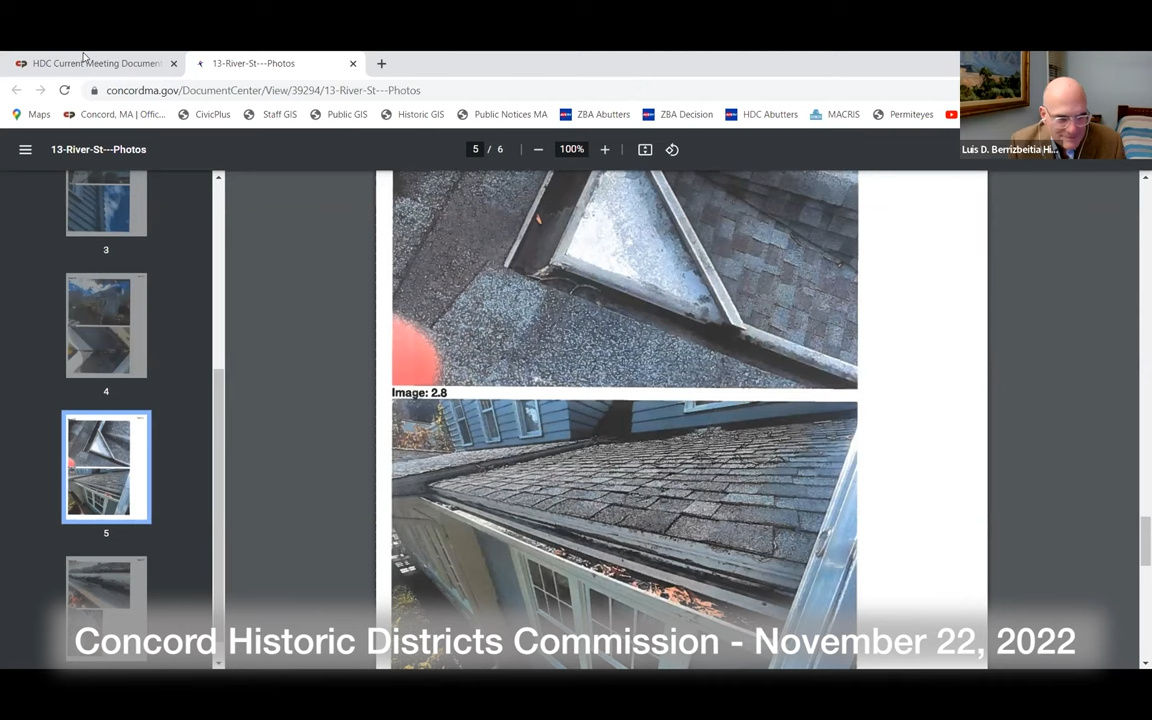 HDC Current Meeting Document
13-River-St---Photos
concordma.gov/DocumentCenter/View/39294/13-River-St---Photos
Maps
Concord, MA | Offic...
CivicPlus
Staff GIS
Public GIS
Historic GIS
Public Notices MA
ZBA Abutters
ZBA Decision
HDC Abutters
MACRIS
Permiteyes
Luis D. Berrizbeitia Hi...
13-River-St---Photos
5 / 6
100%
3
4
5
Image: 2.8
Concord Historic Districts Commission - November 22, 2022